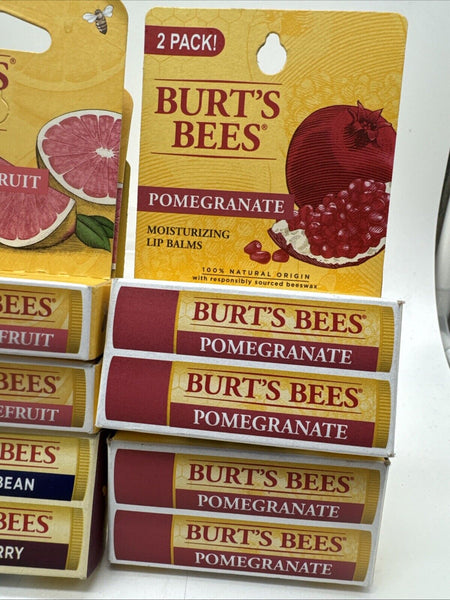 2 PACK!
BURT'S
BEES®
POMEGRANATE
MOISTURIZING
LIP BALMS
100% NATURAL ORIGIN
with responsibly sourced beeswax
BURT'S BEES®
POMEGRANATE
BURT'S BEES®
POMEGRANATE
BURT'S BEES®
POMEGRANATE
BURT'S BEES®
POMEGRANATE
RUIT
BEES®
FRUIT
BEES®
EFRUIT
BEES®
BEAN
BEES®
RRY